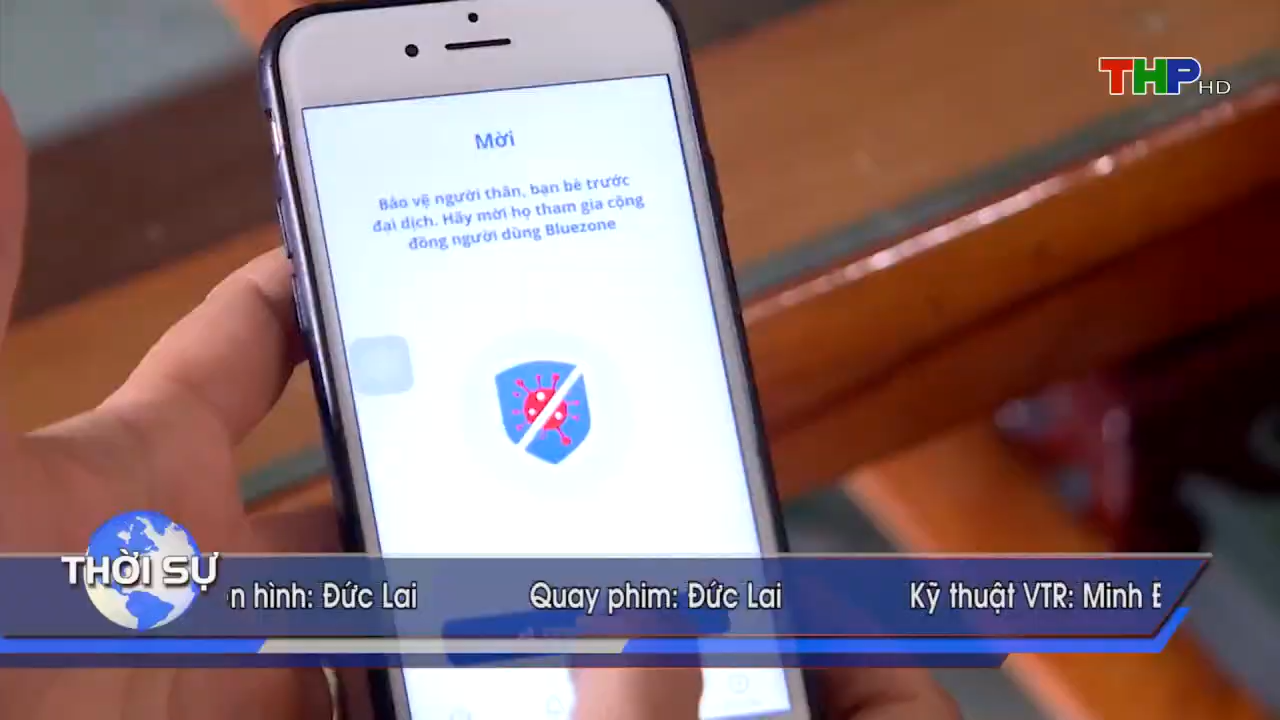 THP HD
Mời
Bảo vệ người thân, bạn bè trước
đại dịch. Hãy mời họ tham gia cộng
đồng người dùng Bluezone
THỜI SỰ
n hình: Đức Lai Quay phim: Đức Lai Kỹ thuật VTR: Minh